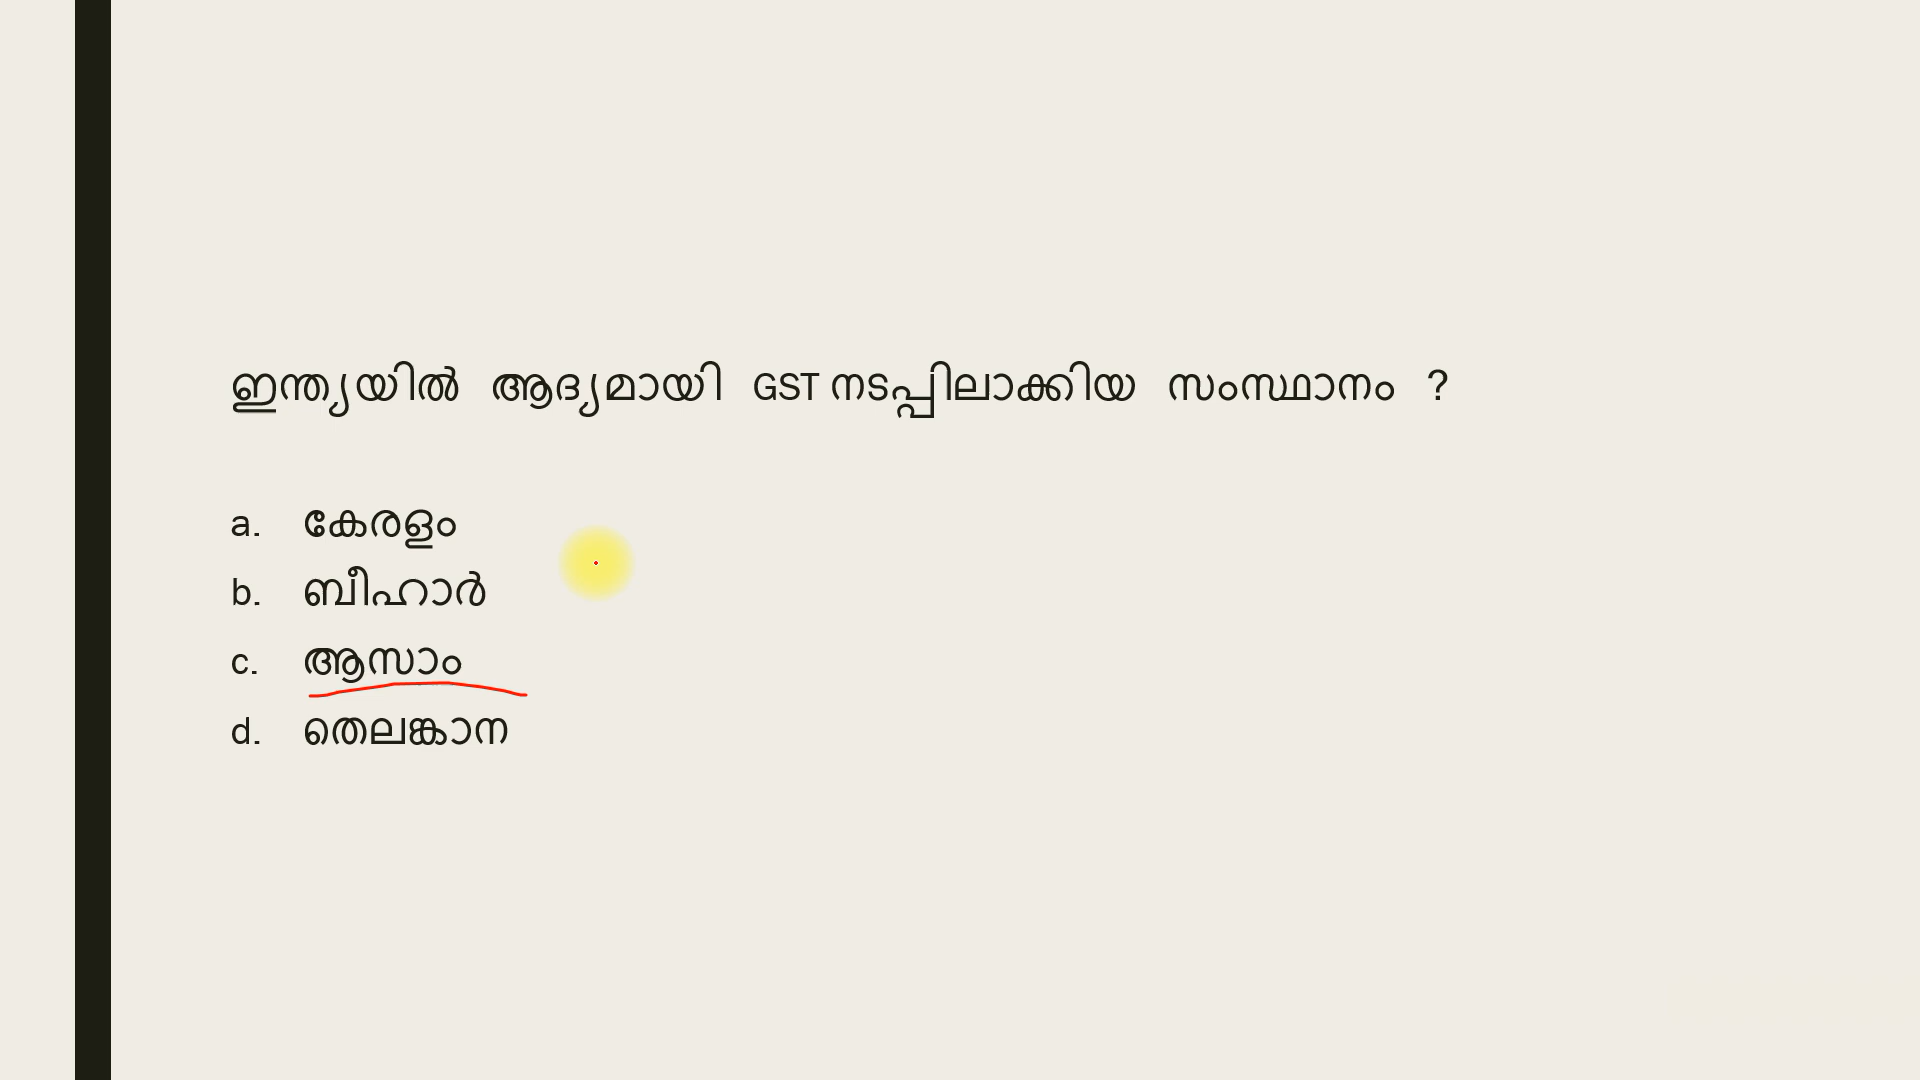 ഇന്ത്യയിൽ ആദ്യമായി GST നടപ്പിലാക്കിയ സംസ്ഥാനം ?
a. കേരളം
b. ബീഹാർ
c. ആസാം
d. തെലങ്കാന